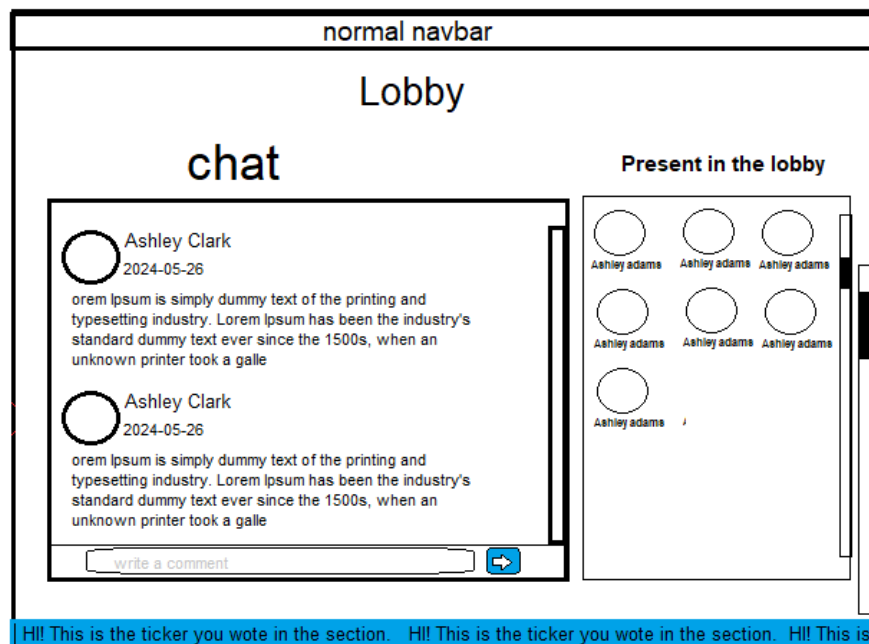 normal navbar
Lobby
chat
Present in the lobby
Ashley Clark
2024-05-26
orem Ipsum is simply dummy text of the printing and
typesetting industry. Lorem Ipsum has been the industry's
standard dummy text ever since the 1500s, when an
unknown printer took a galle
Ashley Clark
2024-05-26
orem Ipsum is simply dummy text of the printing and
typesetting industry. Lorem Ipsum has been the industry's
standard dummy text ever since the 1500s, when an
unknown printer took a galle
write a comment
Ashley adams Ashley adams Ashley adams
Ashley adams Ashley adams Ashley adams
Ashley adams
HI! This is the ticker you wote in the section. HI! This is the ticker you wote in the section. HI! This is